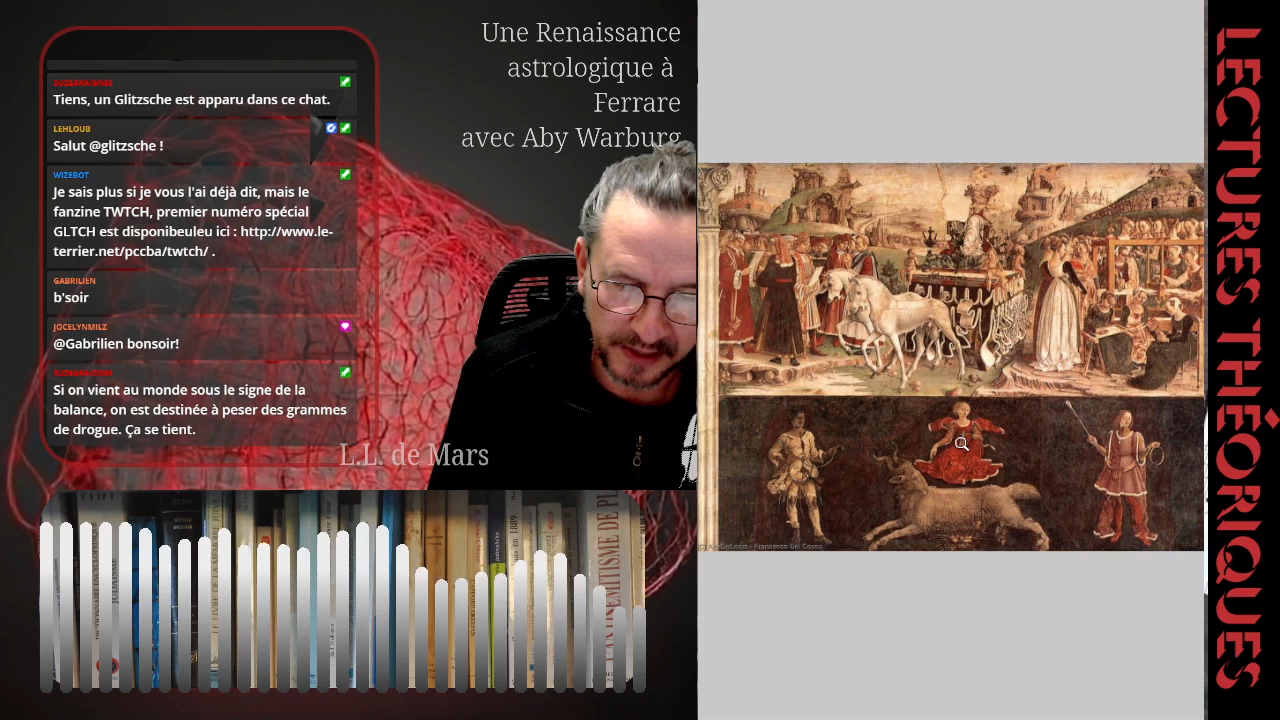 Une Renaissance
astrologique à
Ferrare
avec Aby Warburg
SUZEARAIGNEE
Tiens, un Glitzsche est apparu dans ce chat.
LEHLOUB
Salut @glitzsche !
WIZEBOT
Je sais plus si je vous l'ai déjà dit, mais le
fanzine TWTCH, premier numéro spécial
GLTCH est disponibeuleu ici : http://www.le-
terrier.net/pccba/twtch/ .
GABRILIEN
b'soir
JOCELYNMILZ
@Gabrilien bonsoir!
Si on vient au monde sous le signe de la
balance, on est destinée à peser des grammes
de drogue. Ça se tient.
L.L. de Mars
LECTURES THÉORIQUES